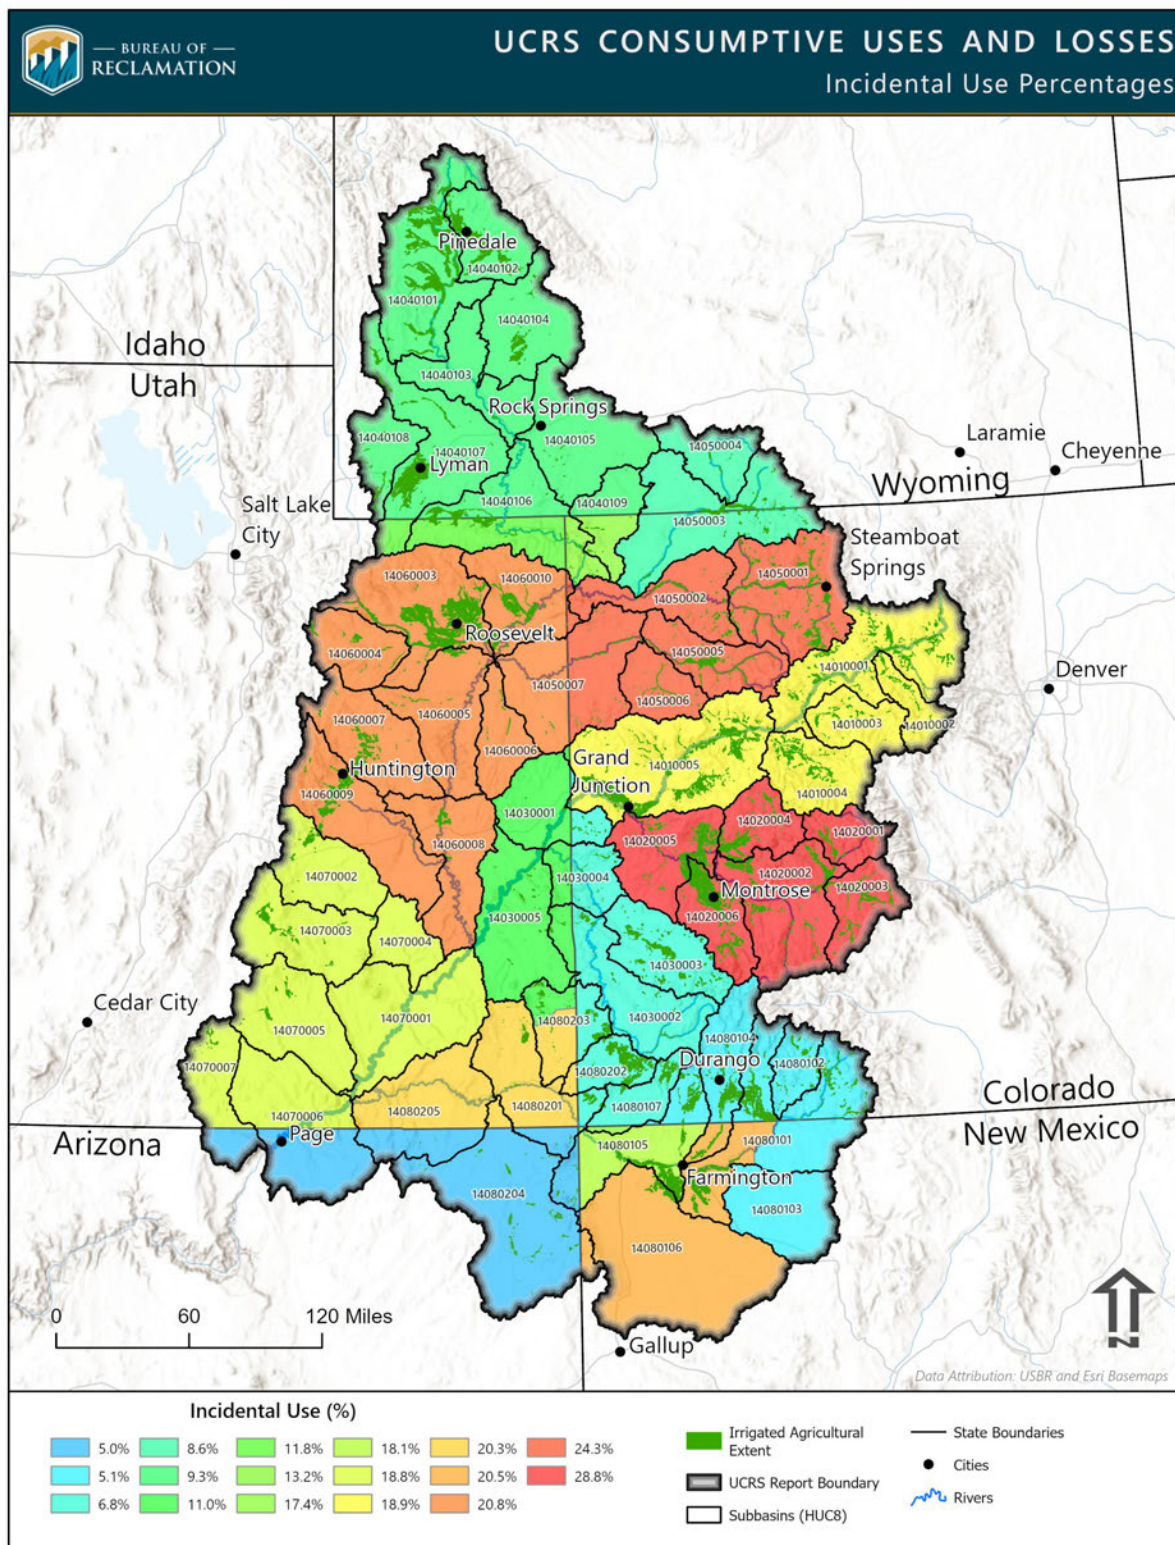 BUREAU OF
RECLAMATION
UCRS CONSUMPTIVE USES AND LOSSES
Incidental Use Percentages
Pinedale
14040102
14040101
14040104
Idaho
Utah
14040103
Rock Springs
14040105
14040108
14040107
Lyman
14050004
Laramie
Cheyenne
Wyoming
14040106
14040109
Salt Lake
City
14050003
Steamboat
Springs
14060003
14060010
14050001
14050002
Roosevelt
14060004
14050005
14010001
Denver
14050007
14050006
14060007
14060005
14010003
14010002
14060006
Grand
Junction
14010005
Huntington
14060009
14010004
14030001
14020004
14020001
14060008
14020005
14070002
14030004
14020002
14020003
Montrose
14030005
14020006
14070003
14070004
14030003
Cedar City
14070005
14070001
14080203
14030002
14080104
Durango
14070007
14080202
14080102
Colorado
New Mexico
14070006
14080205
14080201
14080107
Arizona
Page
14080105
14080101
Farmington
14080204
14080103
14080106
0 60 120 Miles
Gallup
N
Data Attribution: USBR and Esri Basemaps
Incidental Use (%)
5.0% 8.6% 11.8% 18.1% 20.3% 24.3%
5.1% 9.3% 13.2% 18.8% 20.5% 28.8%
6.8% 11.0% 17.4% 18.9% 20.8%
Irrigated Agricultural
Extent
UCRS Report Boundary
Subbasins (HUC8)
State Boundaries
Cities
Rivers